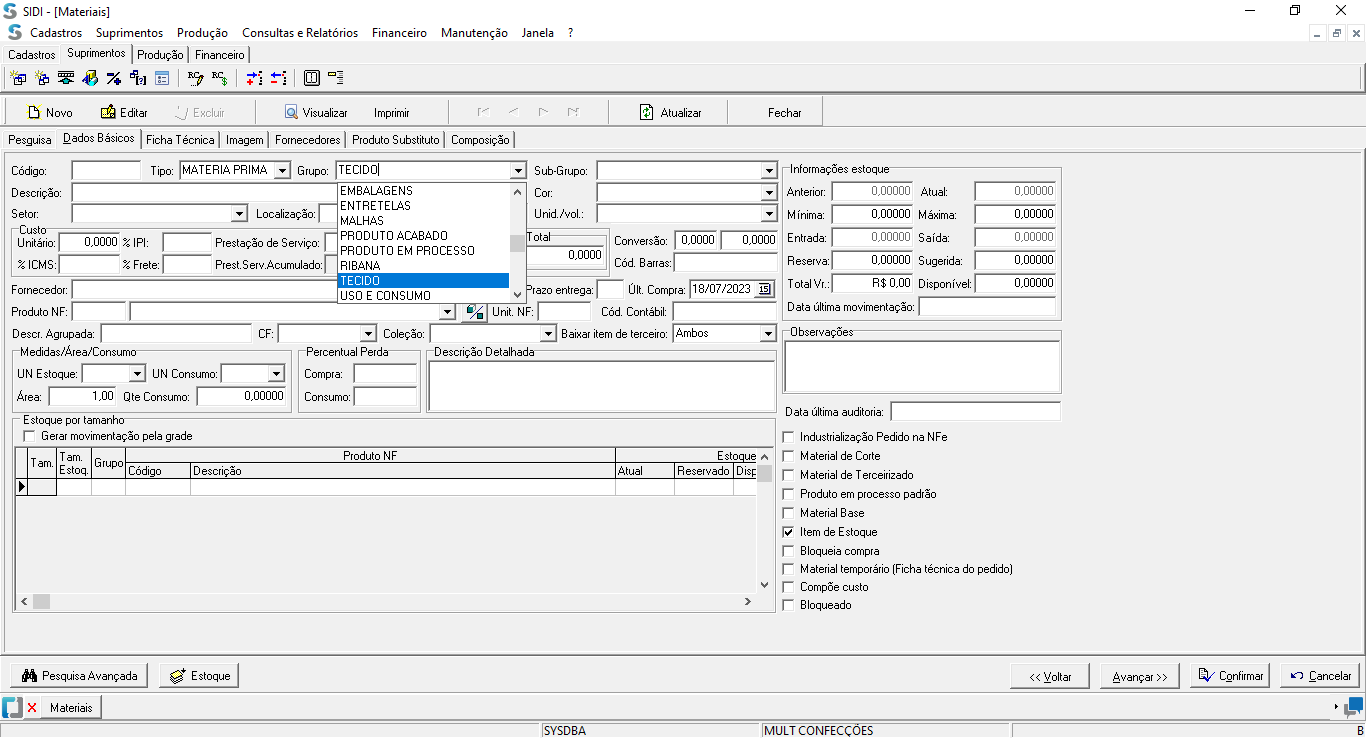 SIDI - [Materiais]
Cadastros Suprimentos Produção Consultas e Relatórios Financeiro Manutenção Janela ?
Cadastros Suprimentos Produção Financeiro
Novo Editar Excluir Visualizar Imprimir Atualizar Fechar
Pesquisa Dados Básicos Ficha Técnica Imagem Fornecedores Produto Substituto Composição
Código: Tipo: MATERIA PRIMA Grupo: TECIDO Sub-Grupo:
Descrição: Cor:
Setor: Localização: Unid./vol.:
EMBALAGENS
ENTRETELAS
MALHAS
PRODUTO ACABADO
PRODUTO EM PROCESSO
RIBANA
TECIDO
USO E CONSUMO
Custo
Unitário: 0,0000 % IPI: Prestação de Serviço: Total 0,0000 Conversão: 0,0000 0,0000
% ICMS: % Frete: Prest.Serv.Acumulado: Cód. Barras:
Fornecedor: Prazo entrega: Últ. Compra: 18/07/2023 15
Produto NF: Unit. NF: Cód. Contábil:
Descr. Agrupada: CF: Coleção: Baixar item de terceiro: Ambos
Medidas/Área/Consumo
UN Estoque: UN Consumo:
Área: 1,00 Qte Consumo: 0,00000
Percentual Perda
Compra:
Consumo:
Descrição Detalhada
Estoque por tamanho
Gerar movimentação pela grade
Tam. Tam. Estoq. Grupo Produto NF Estoque
Código Descrição Atual Reservado Disp
Informações estoque
Anterior: 0,00000 Atual: 0,00000
Mínima: 0,00000 Máxima: 0,00000
Entrada: 0,00000 Saída: 0,00000
Reserva: 0,00000 Sugerida: 0,00000
Total Vr.: R$ 0,00 Disponível: 0,00000
Data última movimentação:
Observações
Data última auditoria:
Industrialização Pedido na NFe
Material de Corte
Material de Terceirizado
Produto em processo padrão
Material Base
Item de Estoque
Bloqueia compra
Material temporário (Ficha técnica do pedido)
Compõe custo
Bloqueado
Pesquisa Avançada Estoque << Voltar Avançar >> Confirmar Cancelar
Materiais
SYSDBA MULT CONFECÇÕES B